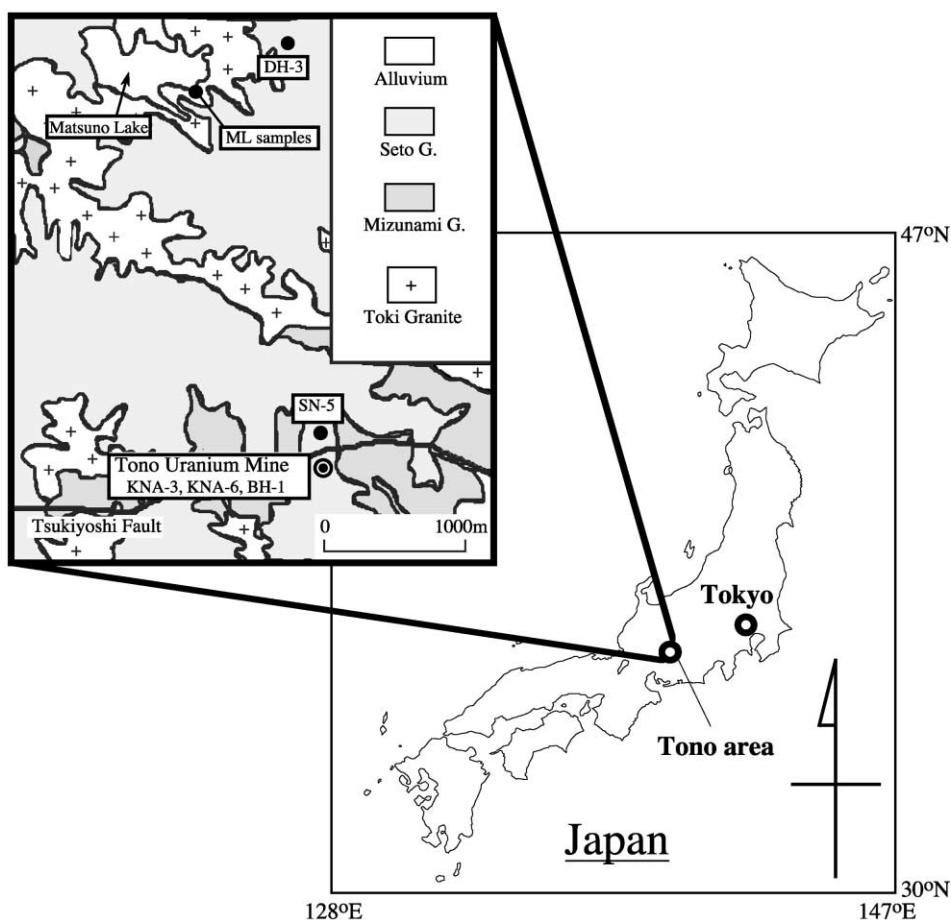 DH-3
Matsuno Lake
ML samples
SN-5
Tono Uranium Mine
KNA-3, KNA-6, BH-1
Tsukiyoshi Fault
0 1000m
Alluvium
Seto G.
Mizunami G.
+
Toki Granite
47ºN
Tokyo
Tono area
Japan
30ºN
128ºE 147ºE